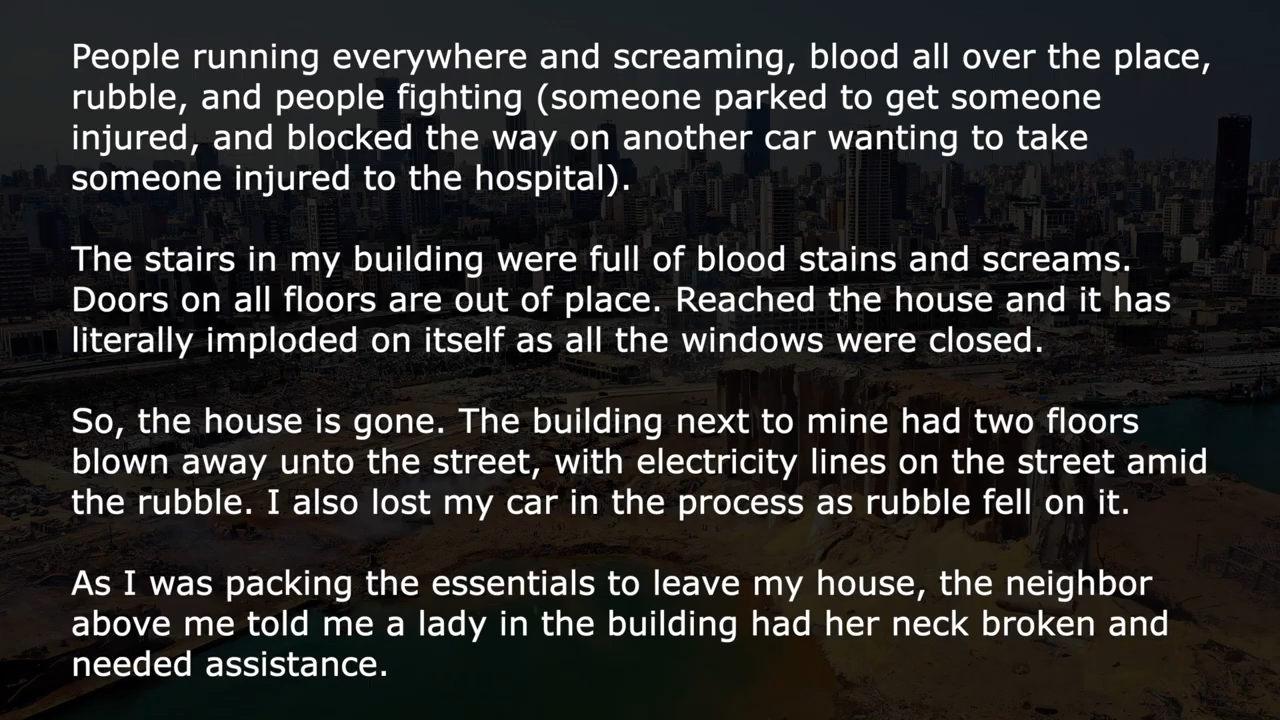 People running everywhere and screaming, blood all over the place,
rubble, and people fighting (someone parked to get someone
injured, and blocked the way on another car wanting to take
someone injured to the hospital).
The stairs in my building were full of blood stains and screams.
Doors on all floors are out of place. Reached the house and it has
literally imploded on itself as all the windows were closed.
So, the house is gone. The building next to mine had two floors
blown away unto the street, with electricity lines on the street amid
the rubble. I also lost my car in the process as rubble fell on it.
As I was packing the essentials to leave my house, the neighbor
above me told me a lady in the building had her neck broken and
needed assistance.